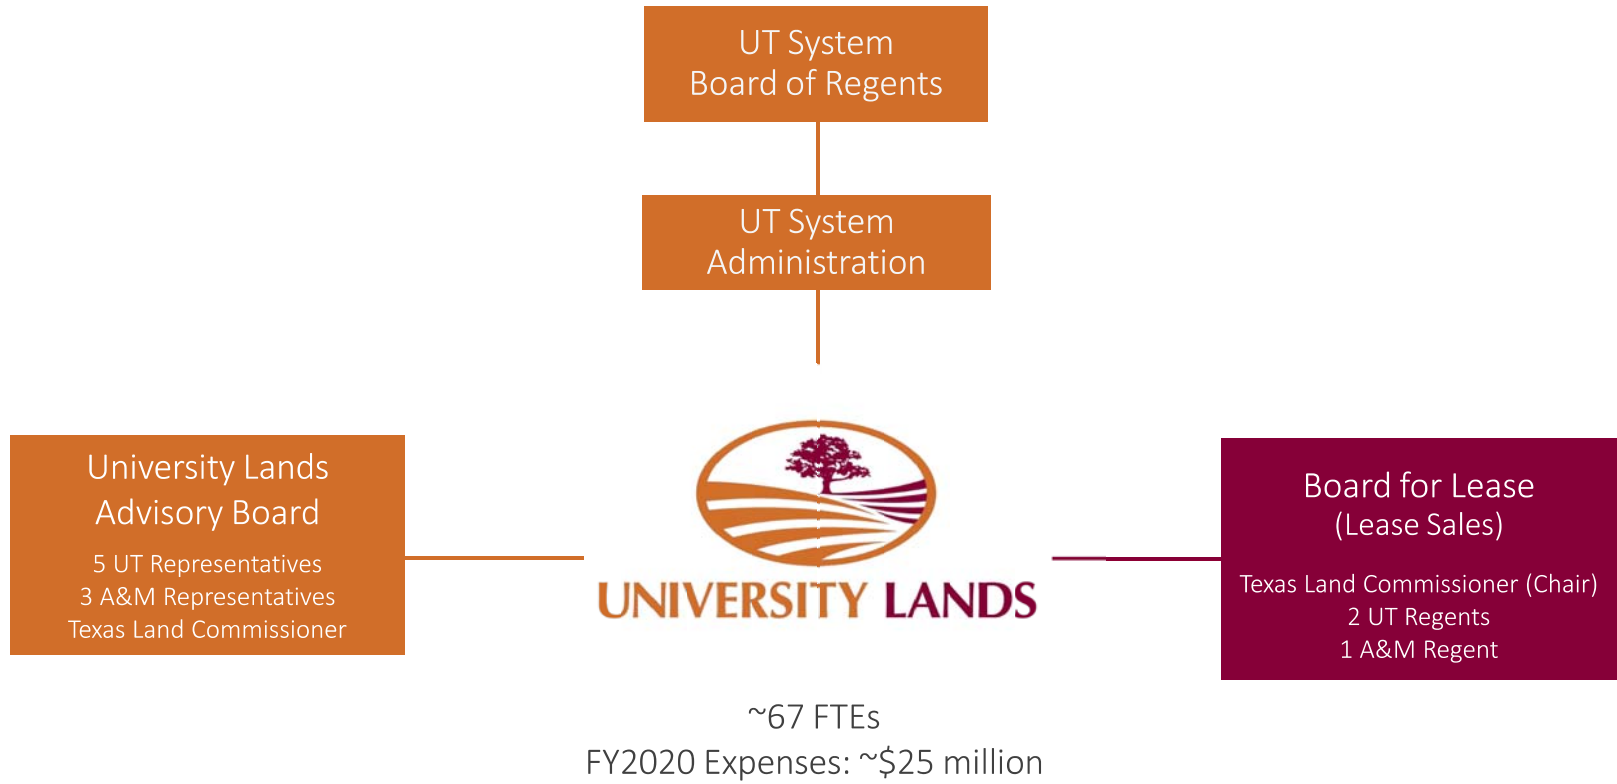 UT System
Board of Regents
UT System
Administration
University Lands
Advisory Board
5 UT Representatives
3 A&M Representatives
Texas Land Commissioner
UNIVERSITY LANDS
Board for Lease
(Lease Sales)
Texas Land Commissioner (Chair)
2 UT Regents
1 A&M Regent
~67 FTEs
FY2020 Expenses: ~$25 million